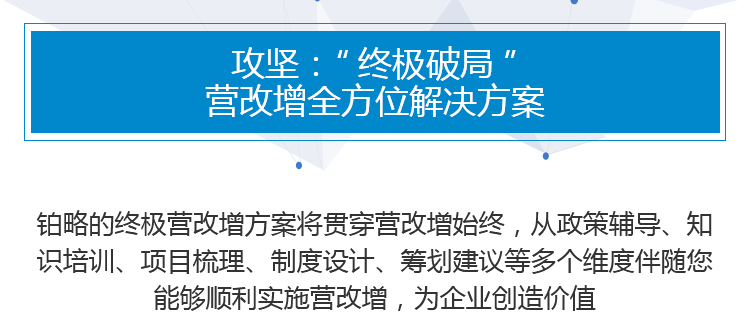 攻坚：“终极破局”
营改增全方位解决方案
铂略的终极营改增方案将贯穿营改增始终，从政策辅导、知
识培训、项目梳理、制度设计、筹划建议等多个维度伴随您
能够顺利实施营改增，为企业创造价值